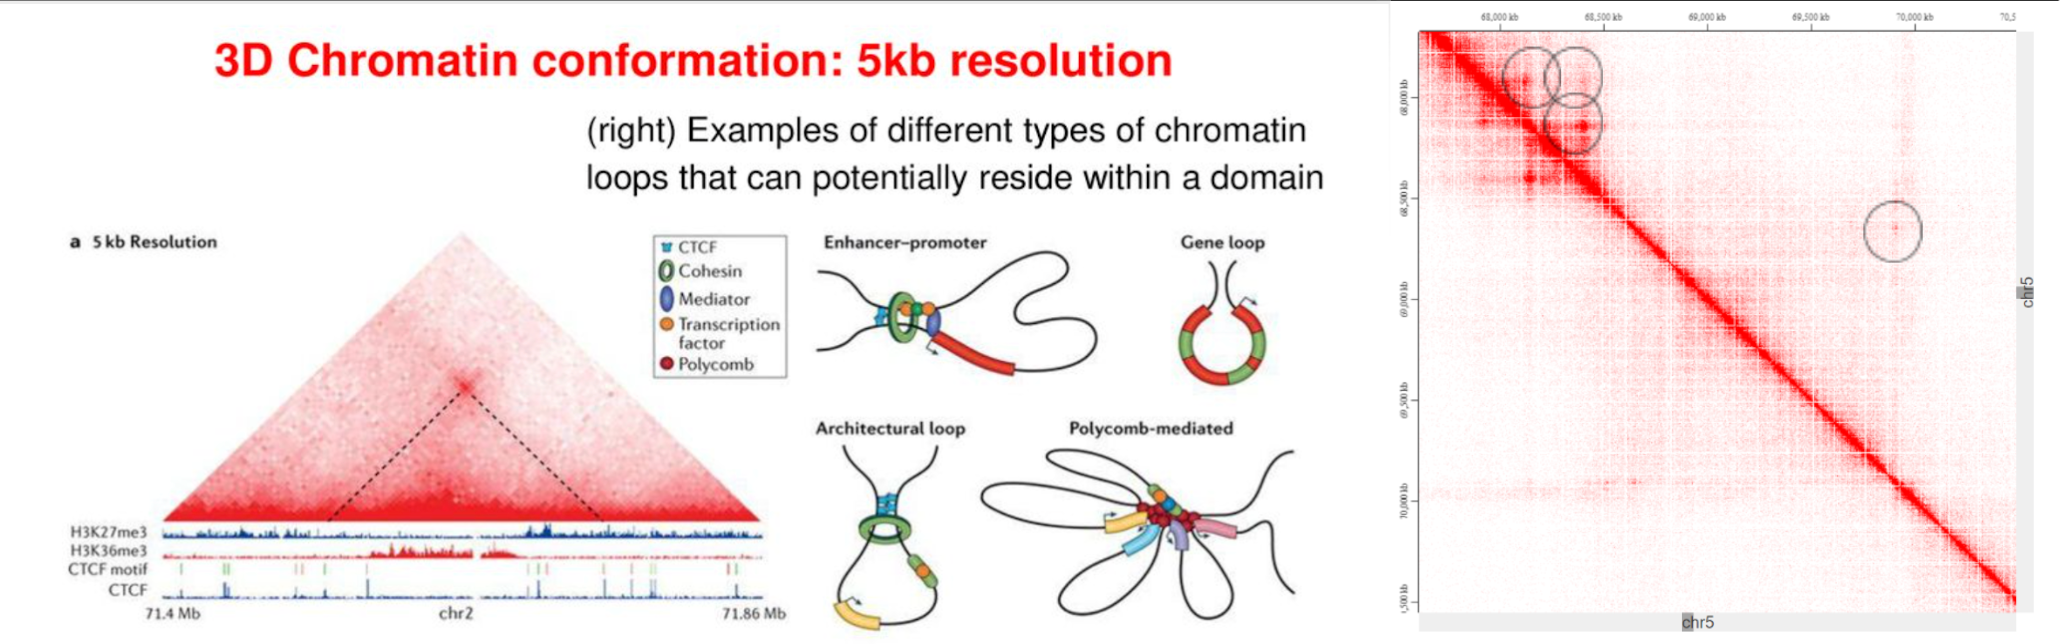 3D Chromatin conformation: 5kb resolution
(right) Examples of different types of chromatin
loops that can potentially reside within a domain
a 5 kb Resolution
CTCF
Cohesin
Mediator
Transcription
factor
Polycomb
Enhancer–promoter
Gene loop
Architectural loop
Polycomb-mediated
H3K27me3
H3K36me3
CTCF motif
CTCF
71.4 Mb
chr2
71.86 Mb
68,000 kb
68,500 kb
69,000 kb
69,500 kb
70,000 kb
70,5
68,000 kb
68,500 kb
69,000 kb
69,500 kb
70,000 kb
,500 kb
chr5
chr5